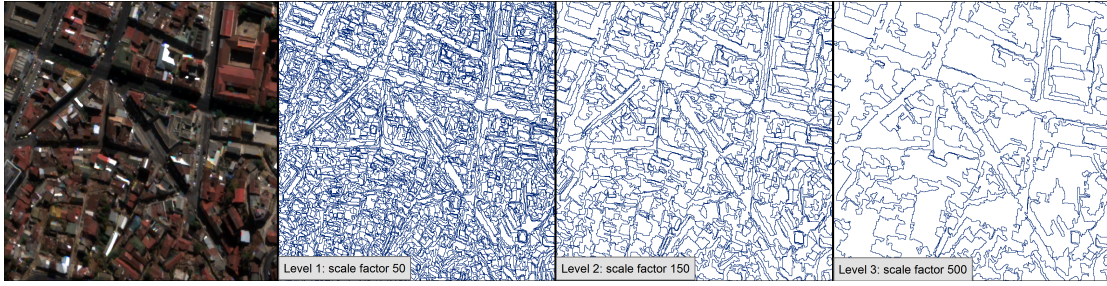 Level 1: scale factor 50
Level 2: scale factor 150
Level 3: scale factor 500